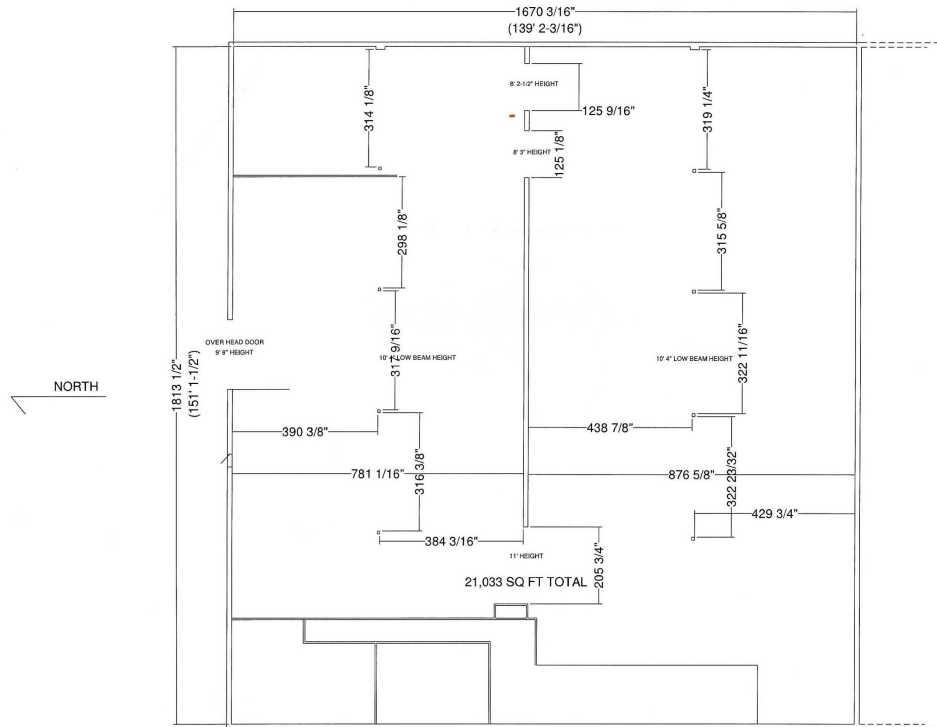 1670 3/16"
(139' 2-3/16")
8' 2-1/2" HEIGHT
125 9/16"
314 1/8"
319 1/4"
8' 3" HEIGHT
125 1/8"
298 1/8"
315 5/8"
OVER HEAD DOOR
9' 8" HEIGHT
10' 4" LOW BEAM HEIGHT
10' 4" LOW BEAM HEIGHT
322 11/16"
1813 1/2"
(151' 1-1/2")
NORTH
390 3/8"
438 7/8"
316 3/8"
781 1/16"
876 5/8"
322 23/32"
429 3/4"
384 3/16"
11' HEIGHT
205 3/4"
21,033 SQ FT TOTAL